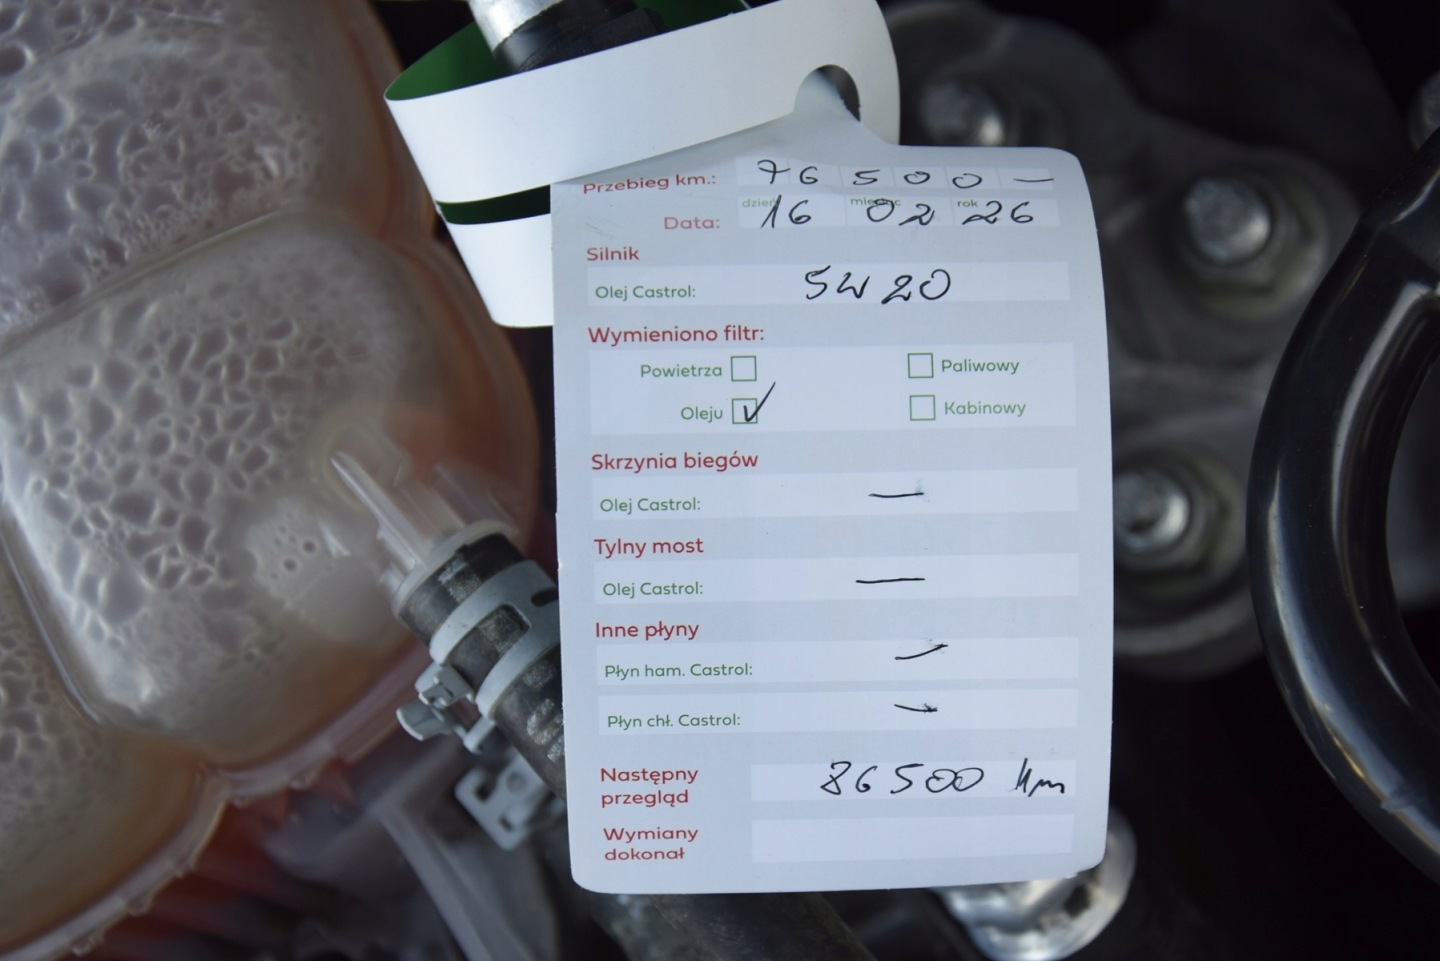 Przebieg km.: 76 500 —
dzień miesiąc rok
Data: 16 02 26
Silnik
Olej Castrol: 5W20
Wymieniono filtr:
Powietrza Paliwowy
Oleju ✓ Kabinowy
Skrzynia biegów
Olej Castrol: —
Tylny most
Olej Castrol: —
Inne płyny
Płyn ham. Castrol: —
Płyn chł. Castrol: —
Następny
przegląd 86500 km
Wymiany
dokonał